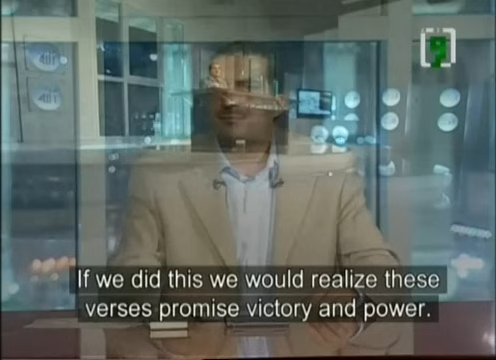 If we did this we would realize these
verses promise victory and power.